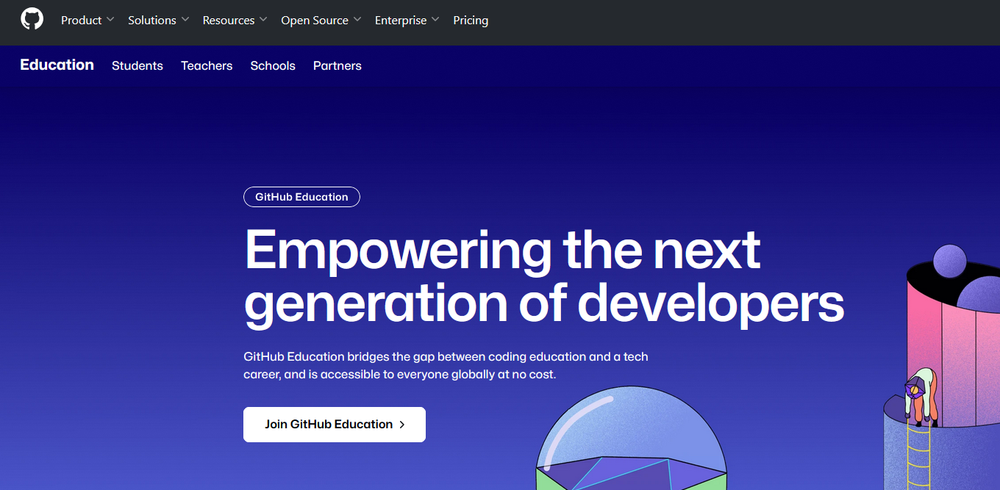 Product Solutions Resources Open Source Enterprise Pricing
Education Students Teachers Schools Partners
GitHub Education
Empowering the next
generation of developers
GitHub Education bridges the gap between coding education and a tech
career, and is accessible to everyone globally at no cost.
Join GitHub Education